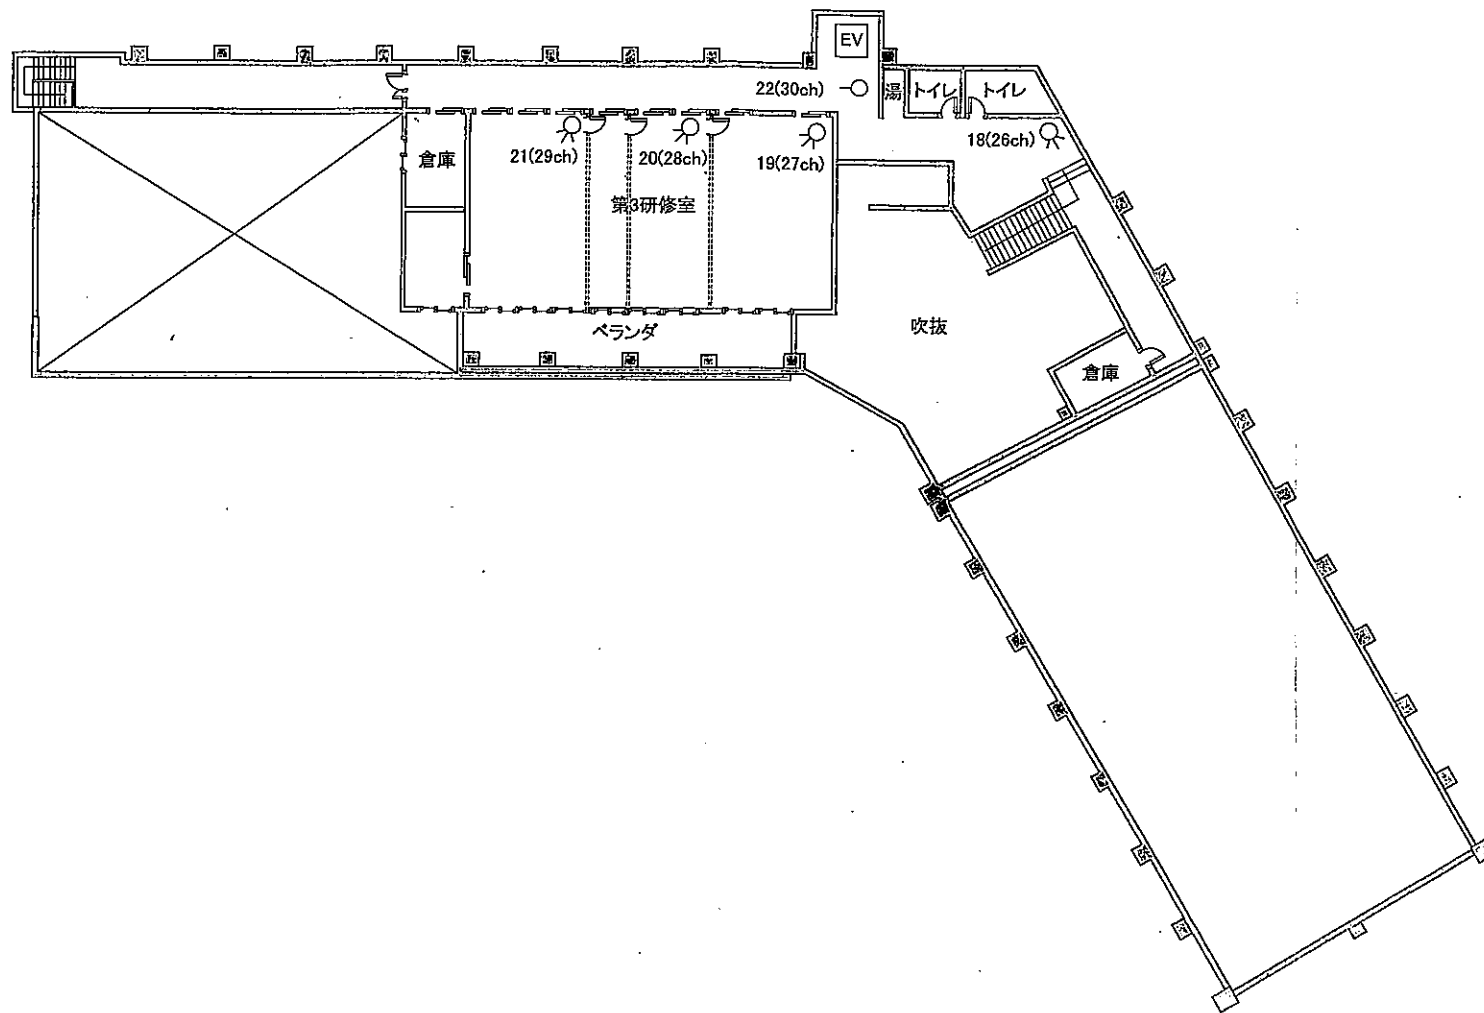 EV
22(30ch)
湯
トイレ
トイレ
18(26ch)
21(29ch)
20(28ch)
19(27ch)
倉庫
第3研修室
吹抜
ベランダ
倉庫